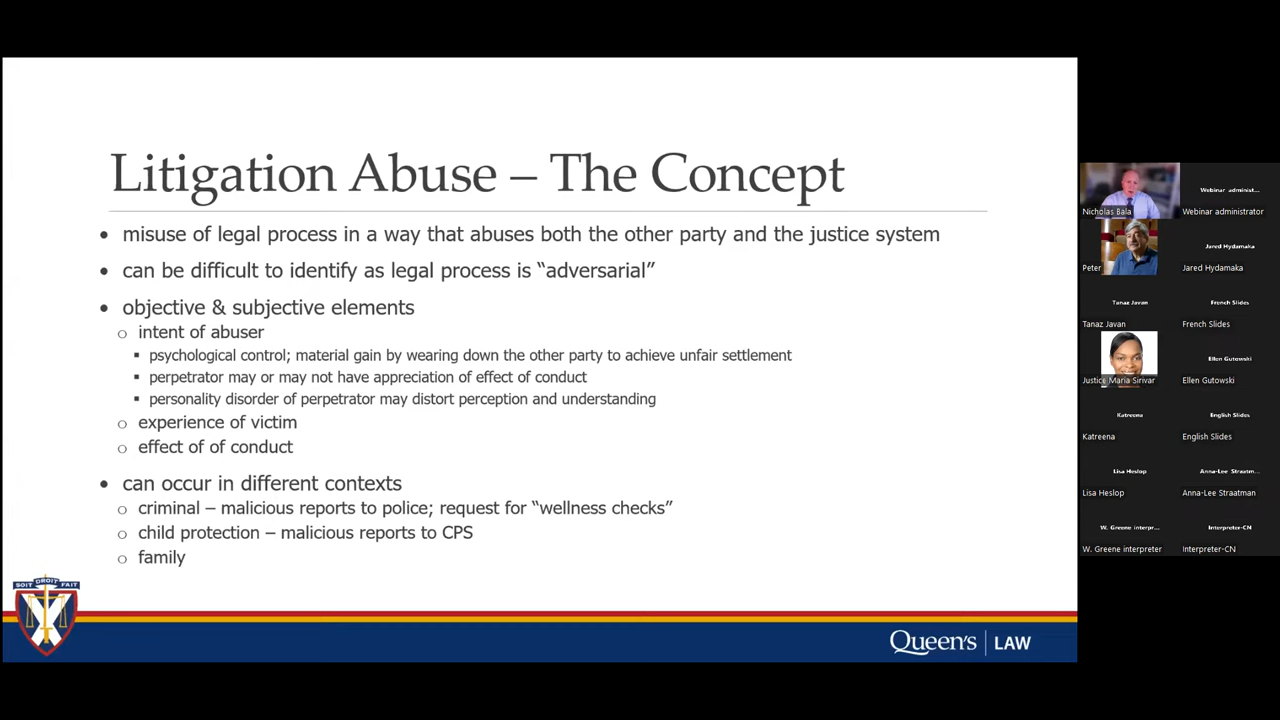 Litigation Abuse – The Concept
• misuse of legal process in a way that abuses both the other party and the justice system
• can be difficult to identify as legal process is “adversarial”
• objective & subjective elements
○ intent of abuser
▪ psychological control; material gain by wearing down the other party to achieve unfair settlement
▪ perpetrator may or may not have appreciation of effect of conduct
▪ personality disorder of perpetrator may distort perception and understanding
○ experience of victim
○ effect of of conduct
• can occur in different contexts
○ criminal – malicious reports to police; request for “wellness checks”
○ child protection – malicious reports to CPS
○ family
SOIT DROIT FAIT
Queen's LAW
Nicholas Bala
Webinar administ...
Webinar administrator
Peter
Jared Hydamaka
Jared Hydamaka
Tanaz Javan
Tanaz Javan
French Slides
French Slides
Justice Maria Sirivar
Ellen Gutowski
Ellen Gutowski
Katreena
Katreena
English Slides
English Slides
Lisa Heslop
Lisa Heslop
Anna-Lee Straatm...
Anna-Lee Straatman
W. Greene interpr...
W. Greene interpreter
Interpreter-CN
Interpreter-CN